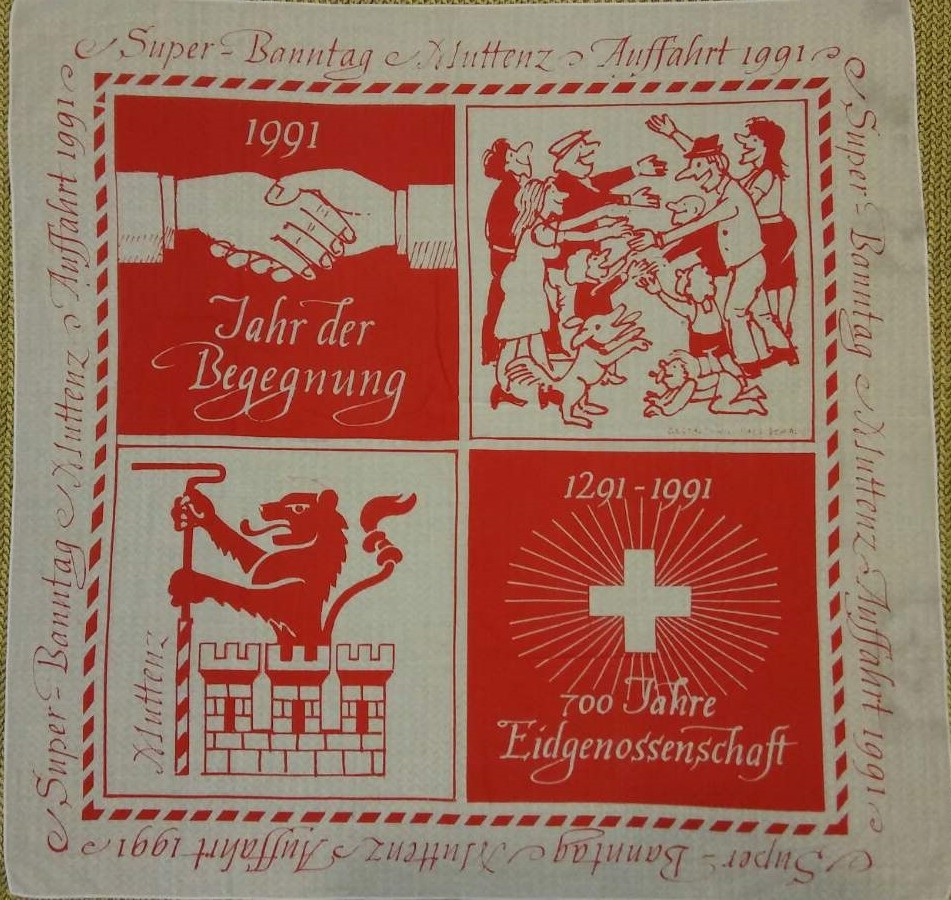 Super-Banntag Muttenz Auffahrt 1991
Super-Banntag Muttenz Auffahrt 1991
Super-Banntag Muttenz Auffahrt 1991
Super-Banntag Muttenz Auffahrt 1991
1991
Jahr der
Begegnung
Muttenz
1291-1991
700 Jahre
Eidgenossenschaft